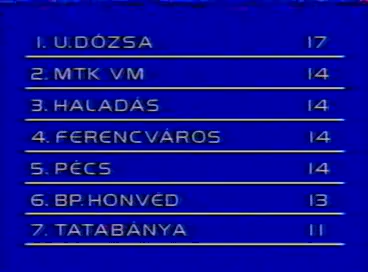 1. U.DÓZSA 17
2. MTK VM 14
3. HALADÁS 14
4. FERENCVÁROS 14
5. PÉCS 14
6. BP.HONVÉD 13
7. TATABÁNYA 11